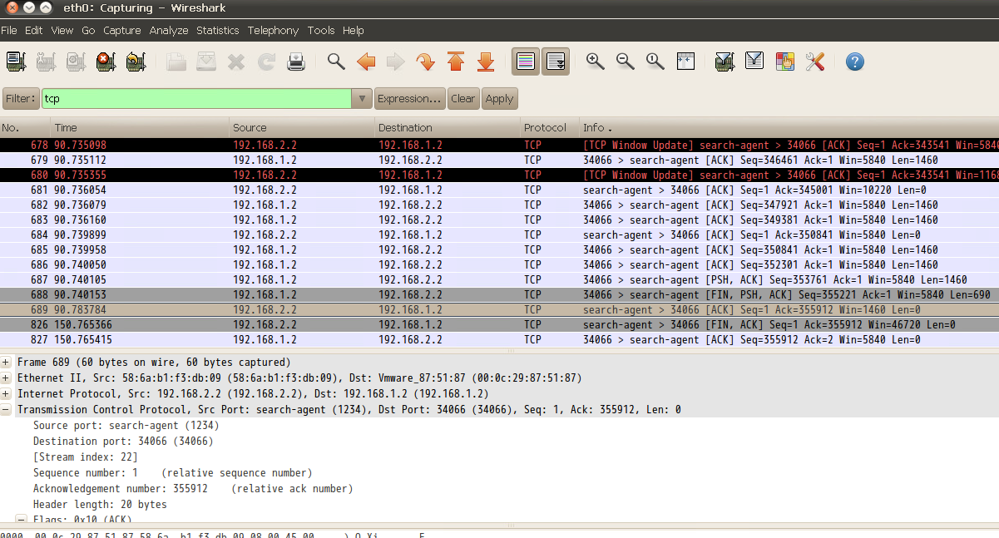 eth0: Capturing - Wireshark
File Edit View Go Capture Analyze Statistics Telephony Tools Help
Filter: tcp Expression... Clear Apply
No. Time Source Destination Protocol Info
678 90.735098 192.168.2.2 192.168.1.2 TCP [TCP Window Update] search-agent > 34066 [ACK] Seq=1 Ack=343541 Win=5840
679 90.735112 192.168.1.2 192.168.2.2 TCP 34066 > search-agent [ACK] Seq=346461 Ack=1 Win=5840 Len=1460
680 90.735355 192.168.2.2 192.168.1.2 TCP [TCP Window Update] search-agent > 34066 [ACK] Seq=1 Ack=343541 Win=1168
681 90.736054 192.168.2.2 192.168.1.2 TCP search-agent > 34066 [ACK] Seq=1 Ack=345001 Win=10220 Len=0
682 90.736079 192.168.1.2 192.168.2.2 TCP 34066 > search-agent [ACK] Seq=347921 Ack=1 Win=5840 Len=1460
683 90.736160 192.168.1.2 192.168.2.2 TCP 34066 > search-agent [ACK] Seq=349381 Ack=1 Win=5840 Len=1460
684 90.739899 192.168.2.2 192.168.1.2 TCP search-agent > 34066 [ACK] Seq=1 Ack=350841 Win=5840 Len=0
685 90.739958 192.168.1.2 192.168.2.2 TCP 34066 > search-agent [ACK] Seq=350841 Ack=1 Win=5840 Len=1460
686 90.740050 192.168.1.2 192.168.2.2 TCP 34066 > search-agent [ACK] Seq=352301 Ack=1 Win=5840 Len=1460
687 90.740105 192.168.1.2 192.168.2.2 TCP 34066 > search-agent [PSH, ACK] Seq=353761 Ack=1 Win=5840 Len=1460
688 90.740153 192.168.1.2 192.168.2.2 TCP 34066 > search-agent [FIN, PSH, ACK] Seq=355221 Ack=1 Win=5840 Len=690
689 90.783784 192.168.2.2 192.168.1.2 TCP search-agent > 34066 [ACK] Seq=1 Ack=355912 Win=1460 Len=0
826 150.765366 192.168.2.2 192.168.1.2 TCP search-agent > 34066 [FIN, ACK] Seq=1 Ack=355912 Win=46720 Len=0
827 150.765415 192.168.1.2 192.168.2.2 TCP 34066 > search-agent [ACK] Seq=355912 Ack=2 Win=5840 Len=0
Frame 689 (60 bytes on wire, 60 bytes captured)
Ethernet II, Src: 58:6a:b1:f3:db:09 (58:6a:b1:f3:db:09), Dst: Vmware_87:51:87 (00:0c:29:87:51:87)
Internet Protocol, Src: 192.168.2.2 (192.168.2.2), Dst: 192.168.1.2 (192.168.1.2)
Transmission Control Protocol, Src Port: search-agent (1234), Dst Port: 34066 (34066), Seq: 1, Ack: 355912, Len: 0
Source port: search-agent (1234)
Destination port: 34066 (34066)
[Stream index: 22]
Sequence number: 1 (relative sequence number)
Acknowledgement number: 355912 (relative ack number)
Header length: 20 bytes
Flags: 0x10 (ACK)
0000 00 0c 29 87 51 87 58 6a b1 f3 db 09 08 00 45 00